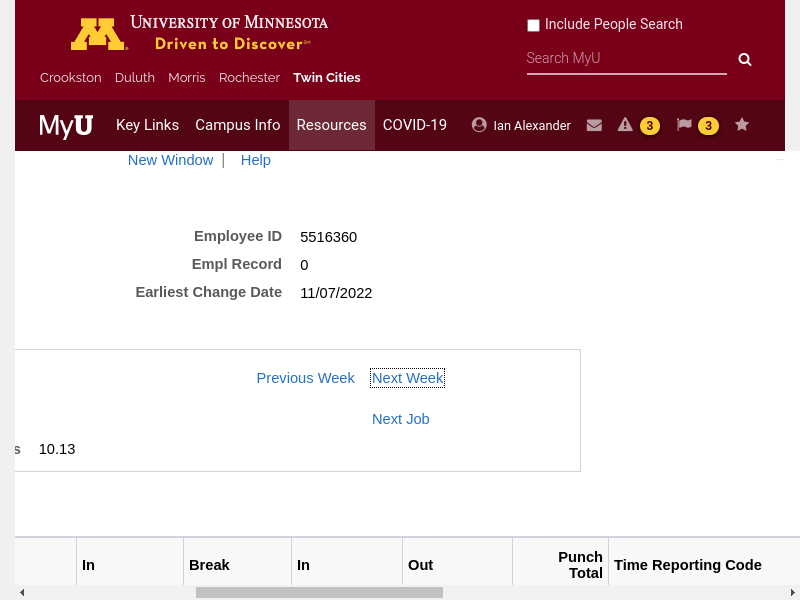 UNIVERSITY OF MINNESOTA
Driven to Discover℠
Include People Search
Search MyU
Crookston Duluth Morris Rochester Twin Cities
MyU Key Links Campus Info Resources COVID-19 Ian Alexander 3 3
New Window | Help
Employee ID 5516360
Empl Record 0
Earliest Change Date 11/07/2022
Previous Week Next Week
Next Job
s 10.13
In Break In Out Punch Total Time Reporting Code